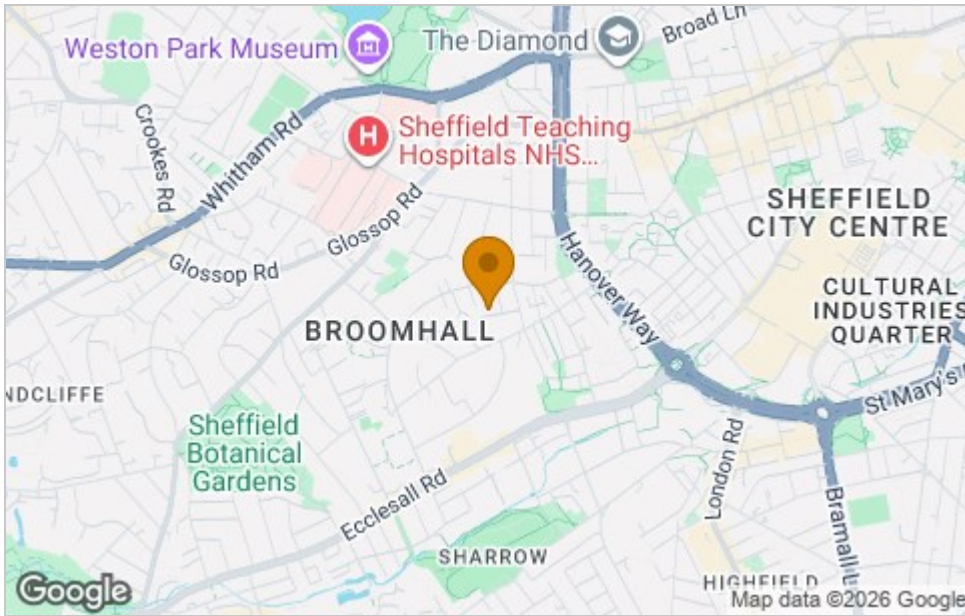 Weston Park Museum
The Diamond
Broad Ln
Crookes Rd
Whitham Rd
Sheffield Teaching
Hospitals NHS...
Glossop Rd
Glossop Rd
Hanover Way
SHEFFIELD
CITY CENTRE
CULTURAL
INDUSTRIES
QUARTER
BROOMHALL
NDCLIFFE
St Mary's
Sheffield
Botanical
Gardens
Ecclesall Rd
London Rd
Bramall L
SHARROW
HIGHFIELD
Google
Map data ©2026 Google